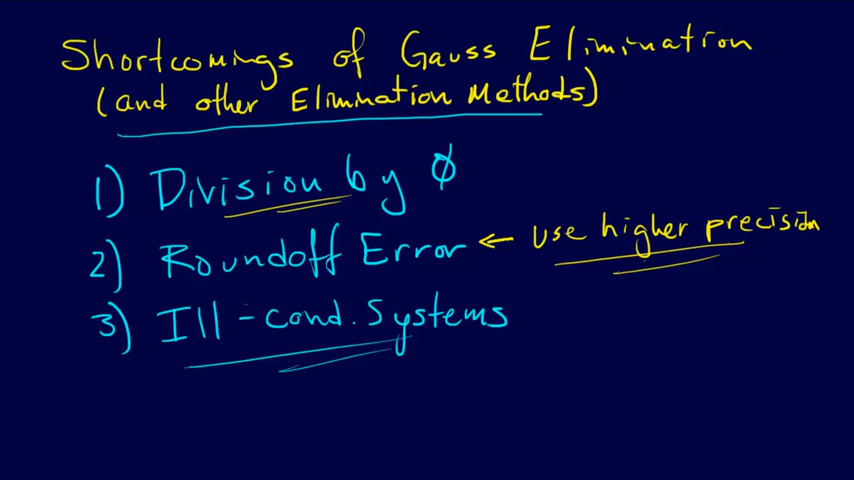 Shortcomings of Gauss Elimination
(and other Elimination Methods)
1) Division by 0
2) Roundoff Error ← use higher precision
3) Ill-cond. Systems